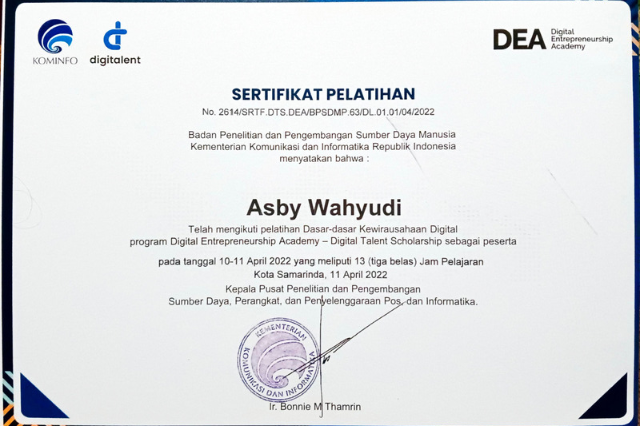 KOMINFO
digitalent
DEA Digital Entrepreneurship Academy
SERTIFIKAT PELATIHAN
No. 2614/SRTF.DTS.DEA/BPSDMP.63/DL.01.01/04/2022
Badan Penelitian dan Pengembangan Sumber Daya Manusia
Kementerian Komunikasi dan Informatika Republik Indonesia
menyatakan bahwa :
Asby Wahyudi
Telah mengikuti pelatihan Dasar-dasar Kewirausahaan Digital
program Digital Entrepreneurship Academy – Digital Talent Scholarship sebagai peserta
pada tanggal 10-11 April 2022 yang meliputi 13 (tiga belas) Jam Pelajaran
Kota Samarinda, 11 April 2022
Kepala Pusat Penelitian dan Pengembangan
Sumber Daya, Perangkat, dan Penyelenggaraan Pos dan Informatika.
KEMENTERIAN
KOMUNIKASI DAN INFORMATIKA
Ir. Bonnie M Thamrin